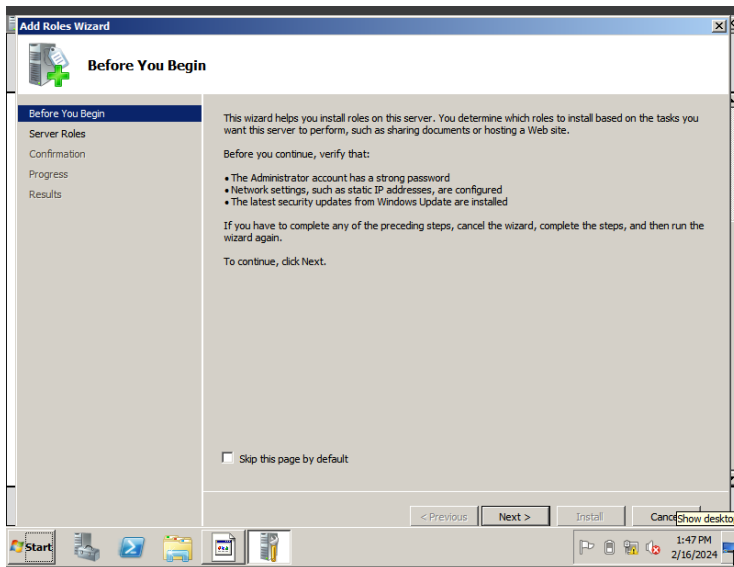 Add Roles Wizard
Before You Begin
Before You Begin
Server Roles
Confirmation
Progress
Results
This wizard helps you install roles on this server. You determine which roles to install based on the tasks you
want this server to perform, such as sharing documents or hosting a Web site.
Before you continue, verify that:
• The Administrator account has a strong password
• Network settings, such as static IP addresses, are configured
• The latest security updates from Windows Update are installed
If you have to complete any of the preceding steps, cancel the wizard, complete the steps, and then run the
wizard again.
To continue, click Next.
Skip this page by default
< Previous Next > Install Cance
Show deskto
Start
1:47 PM
2/16/2024